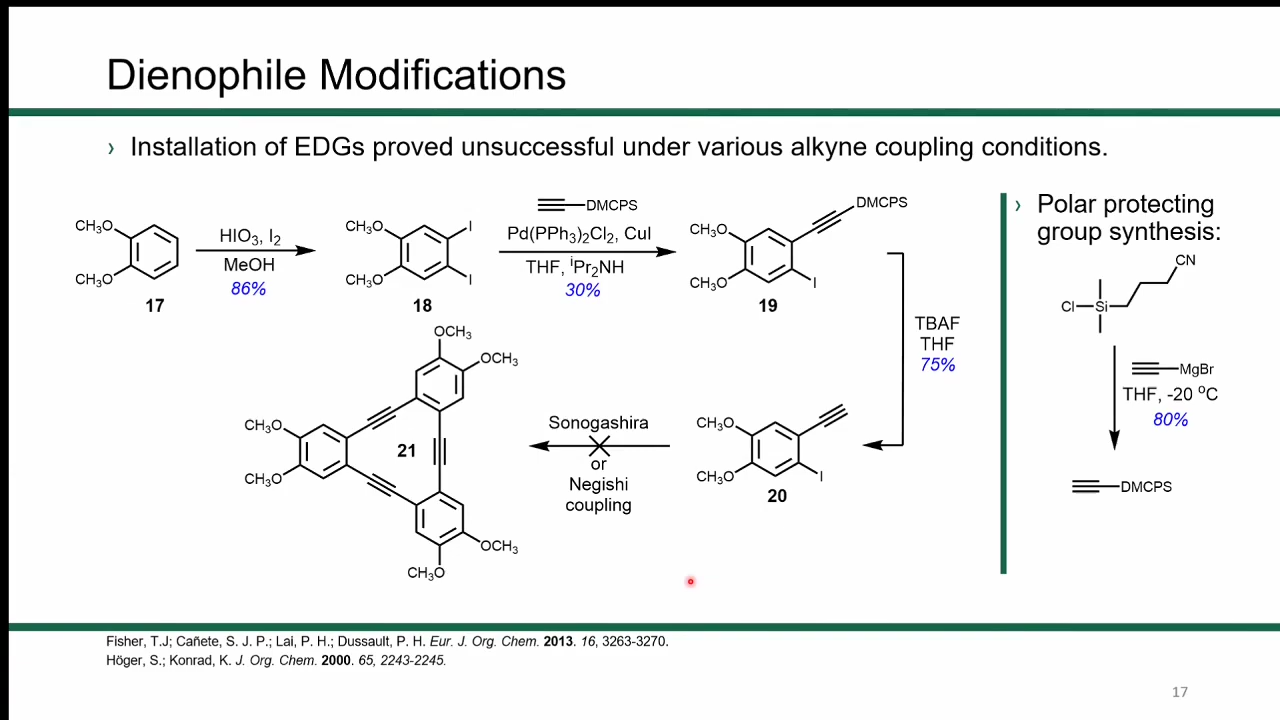 Dienophile Modifications
› Installation of EDGs proved unsuccessful under various alkyne coupling conditions.
CH₃O
CH₃O
17
HIO₃, I₂
MeOH
86%
CH₃O
CH₃O
I
I
18
DMCPS
Pd(PPh₃)₂Cl₂, CuI
THF, ⁱPr₂NH
30%
DMCPS
CH₃O
CH₃O
I
19
TBAF
THF
75%
CH₃O
CH₃O
I
20
Sonogashira
or
Negishi
coupling
OCH₃
OCH₃
CH₃O
CH₃O
21
OCH₃
CH₃O
› Polar protecting
group synthesis:
CN
Cl Si
MgBr
THF, -20 ⁰C
80%
DMCPS
Fisher, T.J; Cañete, S. J. P.; Lai, P. H.; Dussault, P. H. Eur. J. Org. Chem. 2013. 16, 3263-3270.
Höger, S.; Konrad, K. J. Org. Chem. 2000. 65, 2243-2245.
17